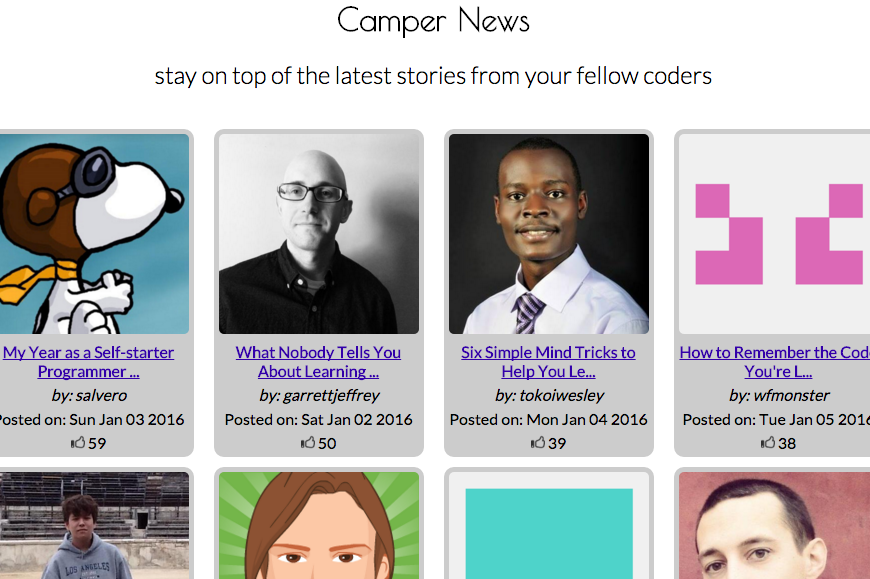 Camper News
stay on top of the latest stories from your fellow coders
My Year as a Self-starter
Programmer ...
by: salvero
Posted on: Sun Jan 03 2016
59
What Nobody Tells You
About Learning ...
by: garrettjeffrey
Posted on: Sat Jan 02 2016
50
Six Simple Mind Tricks to
Help You Le...
by: tokoiwesley
Posted on: Mon Jan 04 2016
39
How to Remember the Code
You're L...
by: wfmonster
Posted on: Tue Jan 05 2016
38
LOS ANGELES